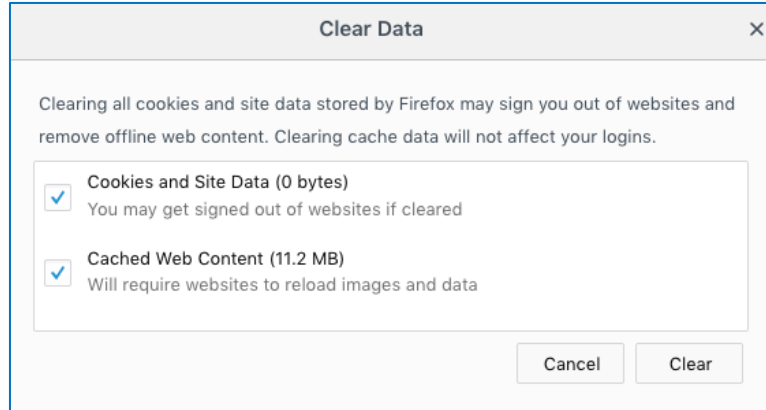 Clear Data
Clearing all cookies and site data stored by Firefox may sign you out of websites and
remove offline web content. Clearing cache data will not affect your logins.
Cookies and Site Data (0 bytes)
You may get signed out of websites if cleared
Cached Web Content (11.2 MB)
Will require websites to reload images and data
Cancel Clear